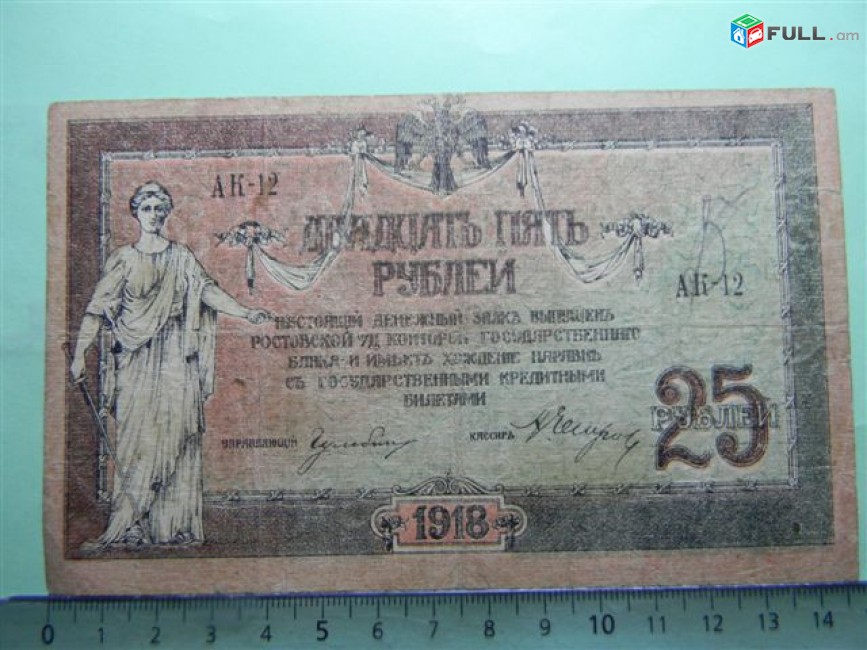 FULL.am
АК-12
ДВАДЦАТЬ ПЯТЬ
РУБЛЕЙ
АК-12
НАСТОЯЩІЙ ДЕНЕЖНЫЙ ЗНАКЪ ВЫПУЩЕНЪ
РОСТОВСКОЙ Н/Д КОНТОРОЙ ГОСУДАРСТВЕННАГО
БАНКА И ИМѢЕТЪ ХОЖДЕНІЕ НАРАВНѢ
СЪ ГОСУДАРСТВЕННЫМИ КРЕДИТНЫМИ
БИЛЕТАМИ
25
РУБЛЕЙ
УПРАВЛЯЮЩІЙ
КАССИРЪ
1918
0 1 2 3 4 5 6 7 8 9 10 11 12 13 14